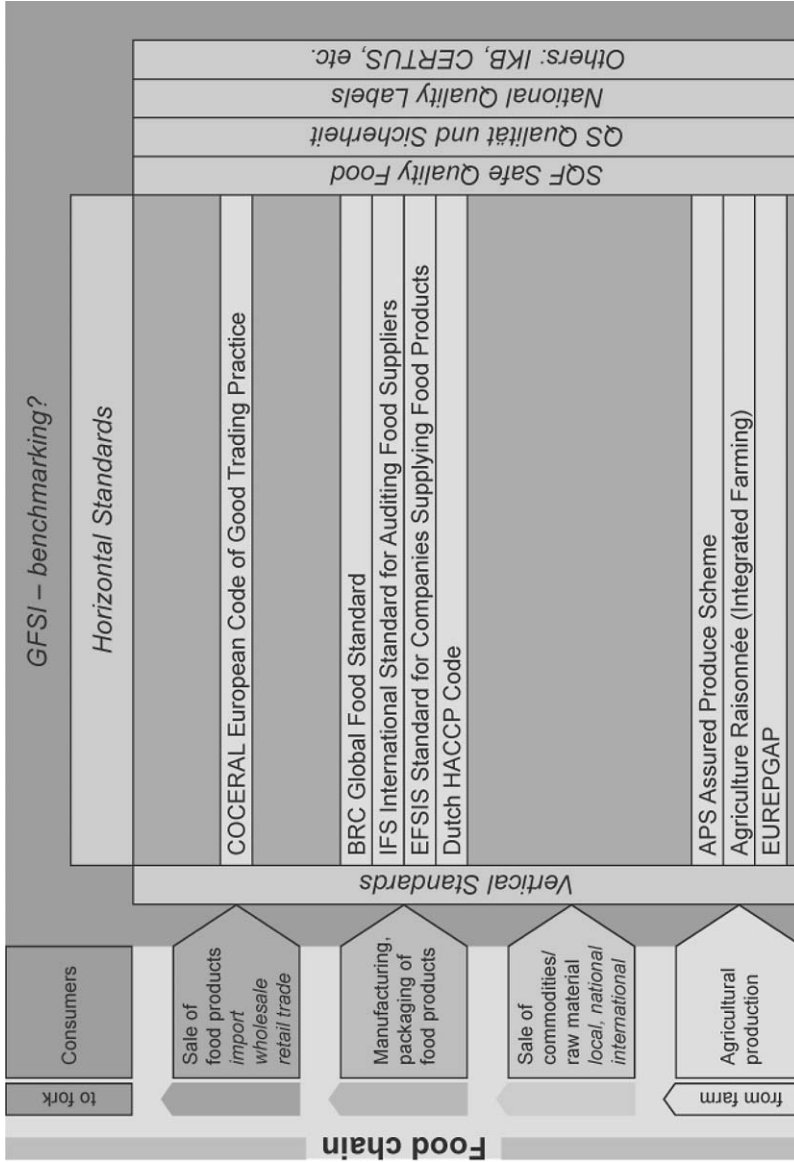 GFSI – benchmarking?
Horizontal Standards
Others: IKB, CERTUS, etc.
National Quality Labels
QS Qualität und Sicherheit
SQF Safe Quality Food
COCERAL European Code of Good Trading Practice
BRC Global Food Standard
IFS International Standard for Auditing Food Suppliers
EFSIS Standard for Companies Supplying Food Products
Dutch HACCP Code
APS Assured Produce Scheme
Agriculture Raisonnée (Integrated Farming)
EUREPGAP
Vertical Standards
Consumers
Sale of
food products
import
wholesale
retail trade
Manufacturing,
packaging of
food products
Sale of
commodities/
raw material
local, national
international
Agricultural
production
to fork
from farm
Food chain